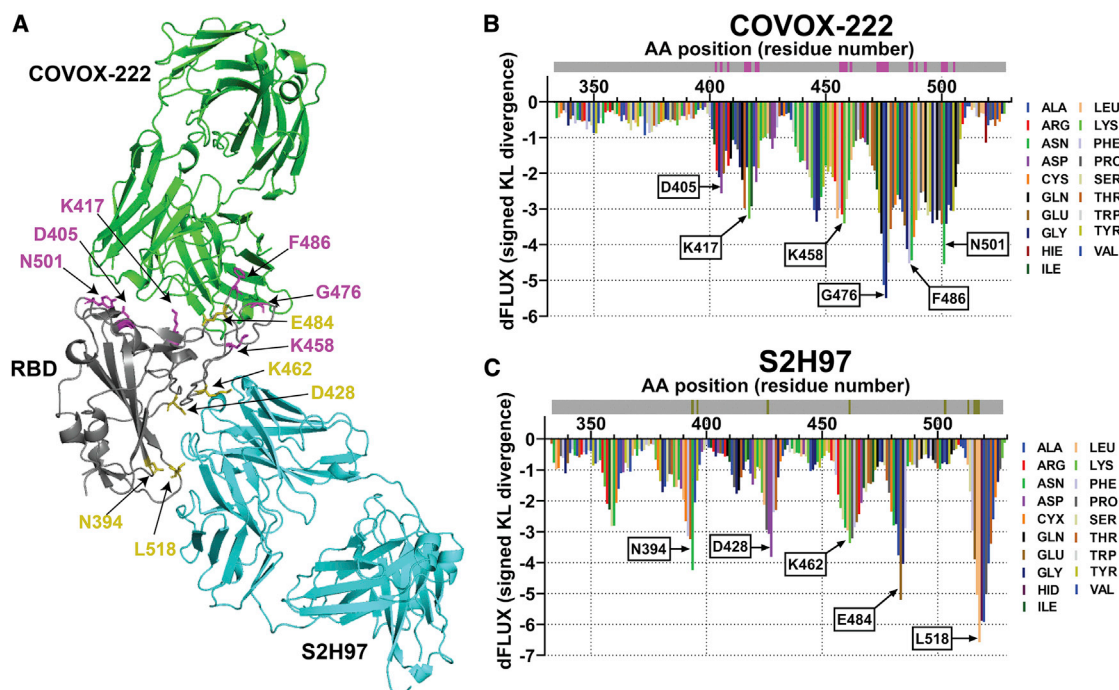 A
COVOX-222
K417
D405
N501
F486
G476
E484
K458
RBD
K462
D428
N394
L518
S2H97
B
COVOX-222
AA position (residue number)
350 400 450 500
dFLUX (signed KL divergence)
0
-1
-2
-3
-4
-5
-6
D405
K417
K458
G476
F486
N501
ALA LEU
ARG LYS
ASN PHE
ASP PRO
CYS SER
GLN THR
GLU TRP
GLY TYR
HIE VAL
ILE
C
S2H97
AA position (residue number)
350 400 450 500
dFLUX (signed KL divergence)
0
-1
-2
-3
-4
-5
-6
-7
N394
D428
K462
E484
L518
ALA LEU
ARG LYS
ASN PHE
ASP PRO
CYX SER
GLN THR
GLU TRP
GLY TYR
HID VAL
ILE